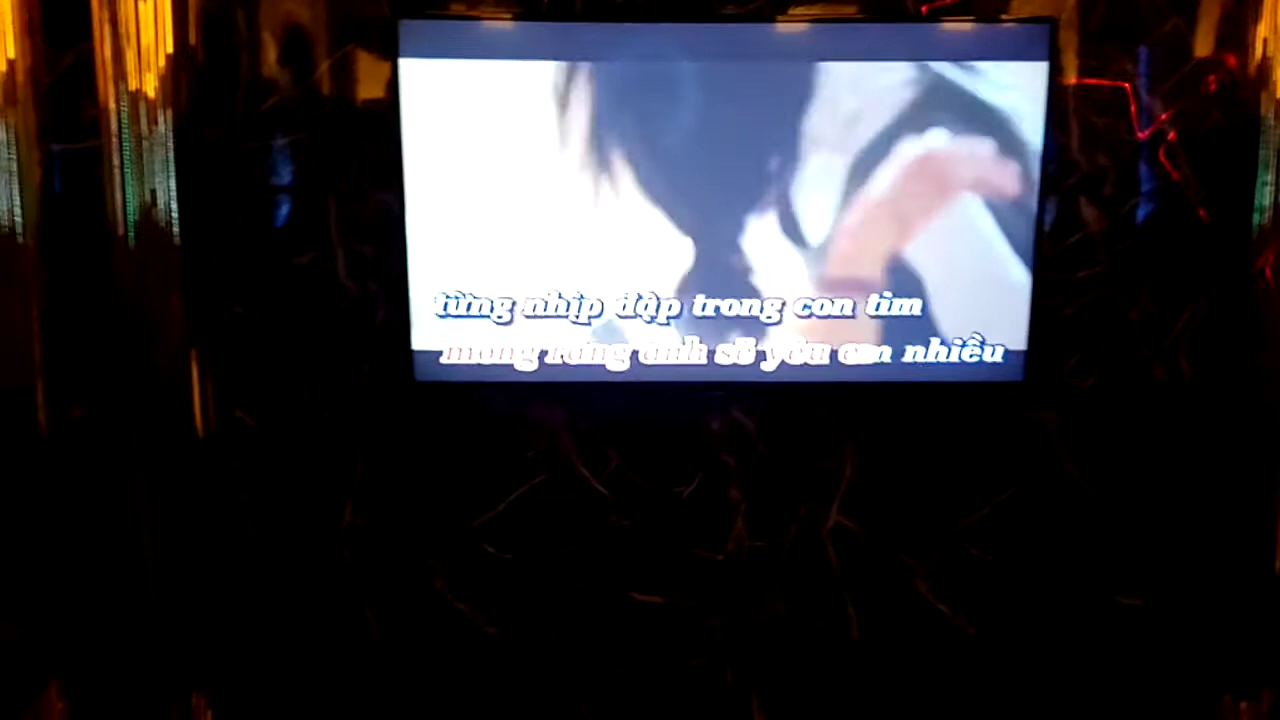 từng nhịp đập trong con tim
mong rằng anh sẽ yêu em nhiều